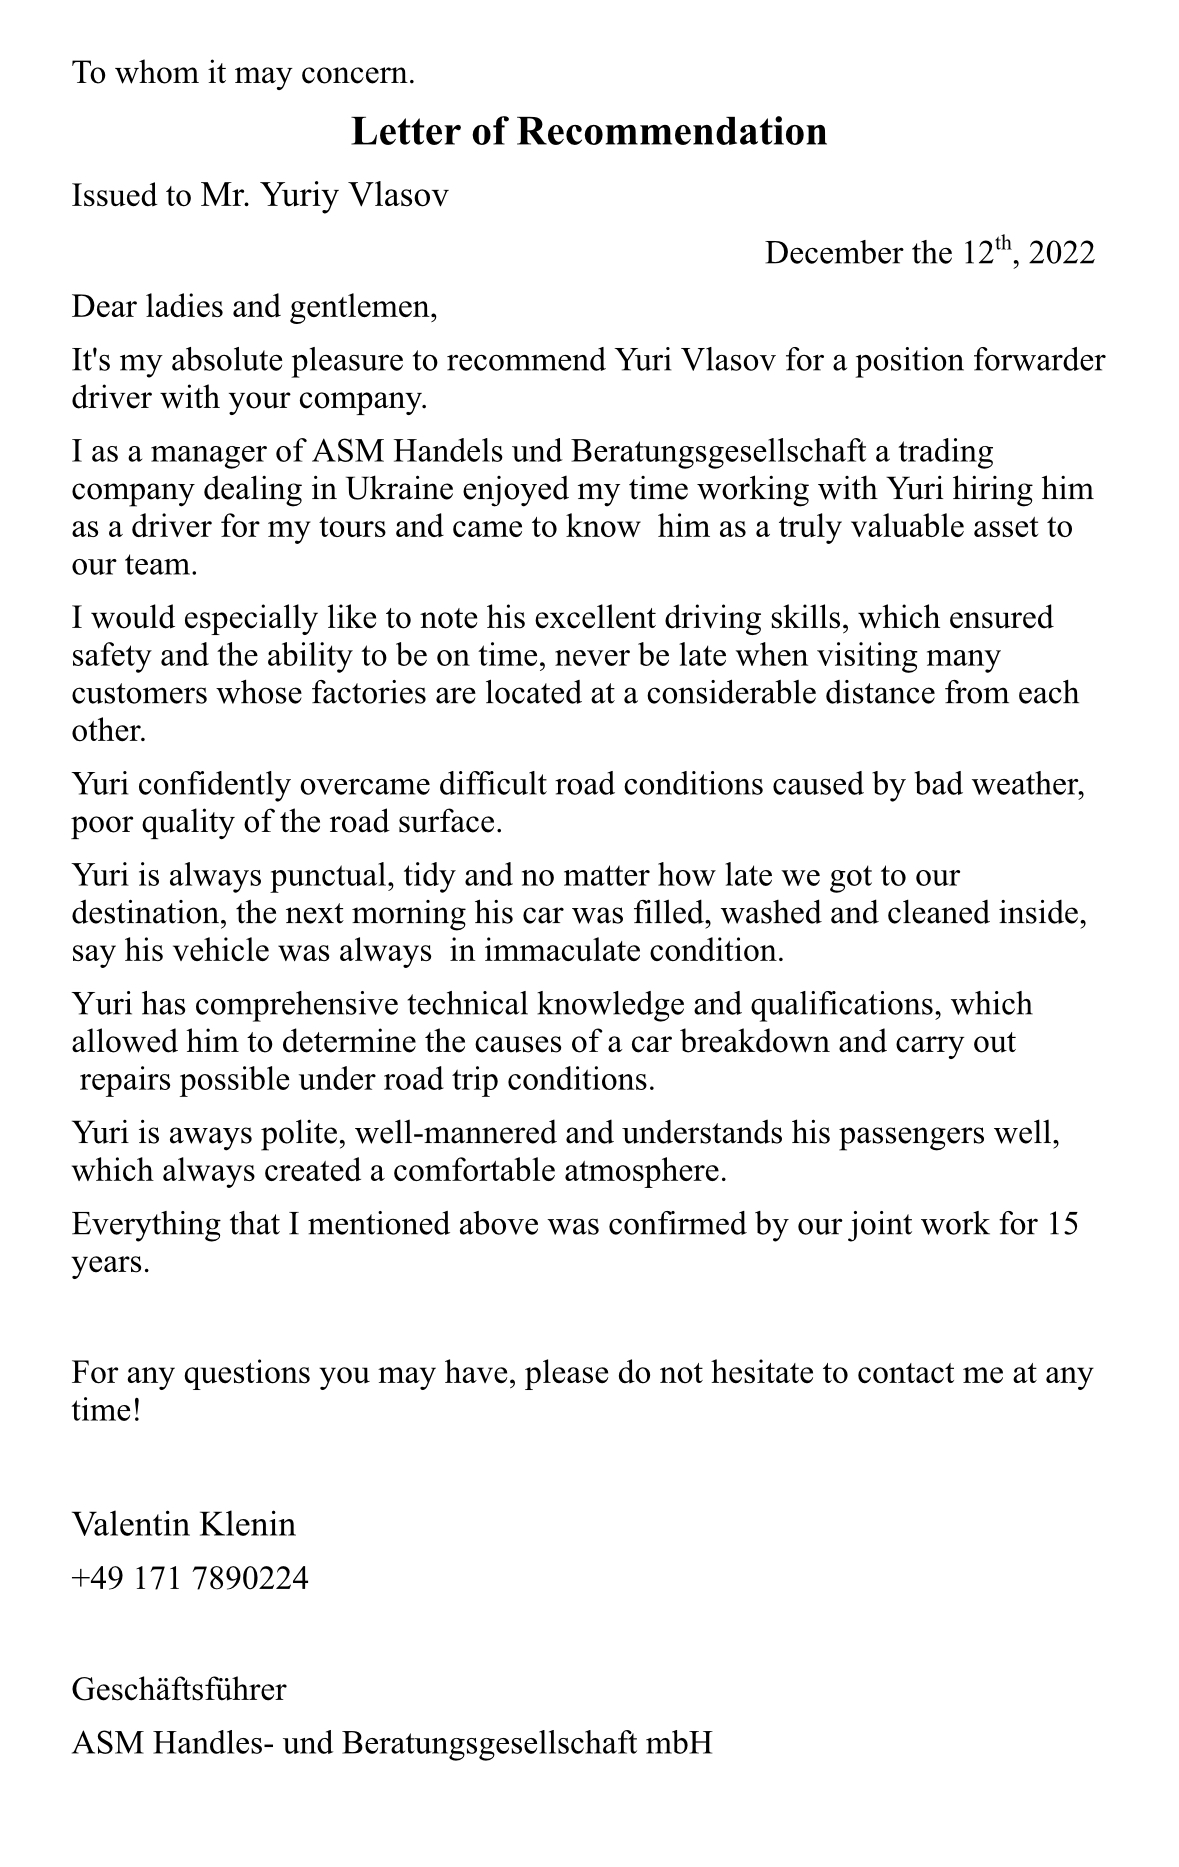 To whom it may concern.
Letter of Recommendation
Issued to Mr. Yuriy Vlasov
December the 12th, 2022
Dear ladies and gentlemen,
It's my absolute pleasure to recommend Yuri Vlasov for a position forwarder
driver with your company.
I as a manager of ASM Handels und Beratungsgesellschaft a trading
company dealing in Ukraine enjoyed my time working with Yuri hiring him
as a driver for my tours and came to know  him as a truly valuable asset to
our team.
I would especially like to note his excellent driving skills, which ensured
safety and the ability to be on time, never be late when visiting many
customers whose factories are located at a considerable distance from each
other.
Yuri confidently overcame difficult road conditions caused by bad weather,
poor quality of the road surface.
Yuri is always punctual, tidy and no matter how late we got to our
destination, the next morning his car was filled, washed and cleaned inside,
say his vehicle was always  in immaculate condition.
Yuri has comprehensive technical knowledge and qualifications, which
allowed him to determine the causes of a car breakdown and carry out
repairs possible under road trip conditions.
Yuri is aways polite, well-mannered and understands his passengers well,
which always created a comfortable atmosphere.
Everything that I mentioned above was confirmed by our joint work for 15
years.
For any questions you may have, please do not hesitate to contact me at any
time!
Valentin Klenin
+49 171 7890224
Geschäftsführer
ASM Handles- und Beratungsgesellschaft mbH